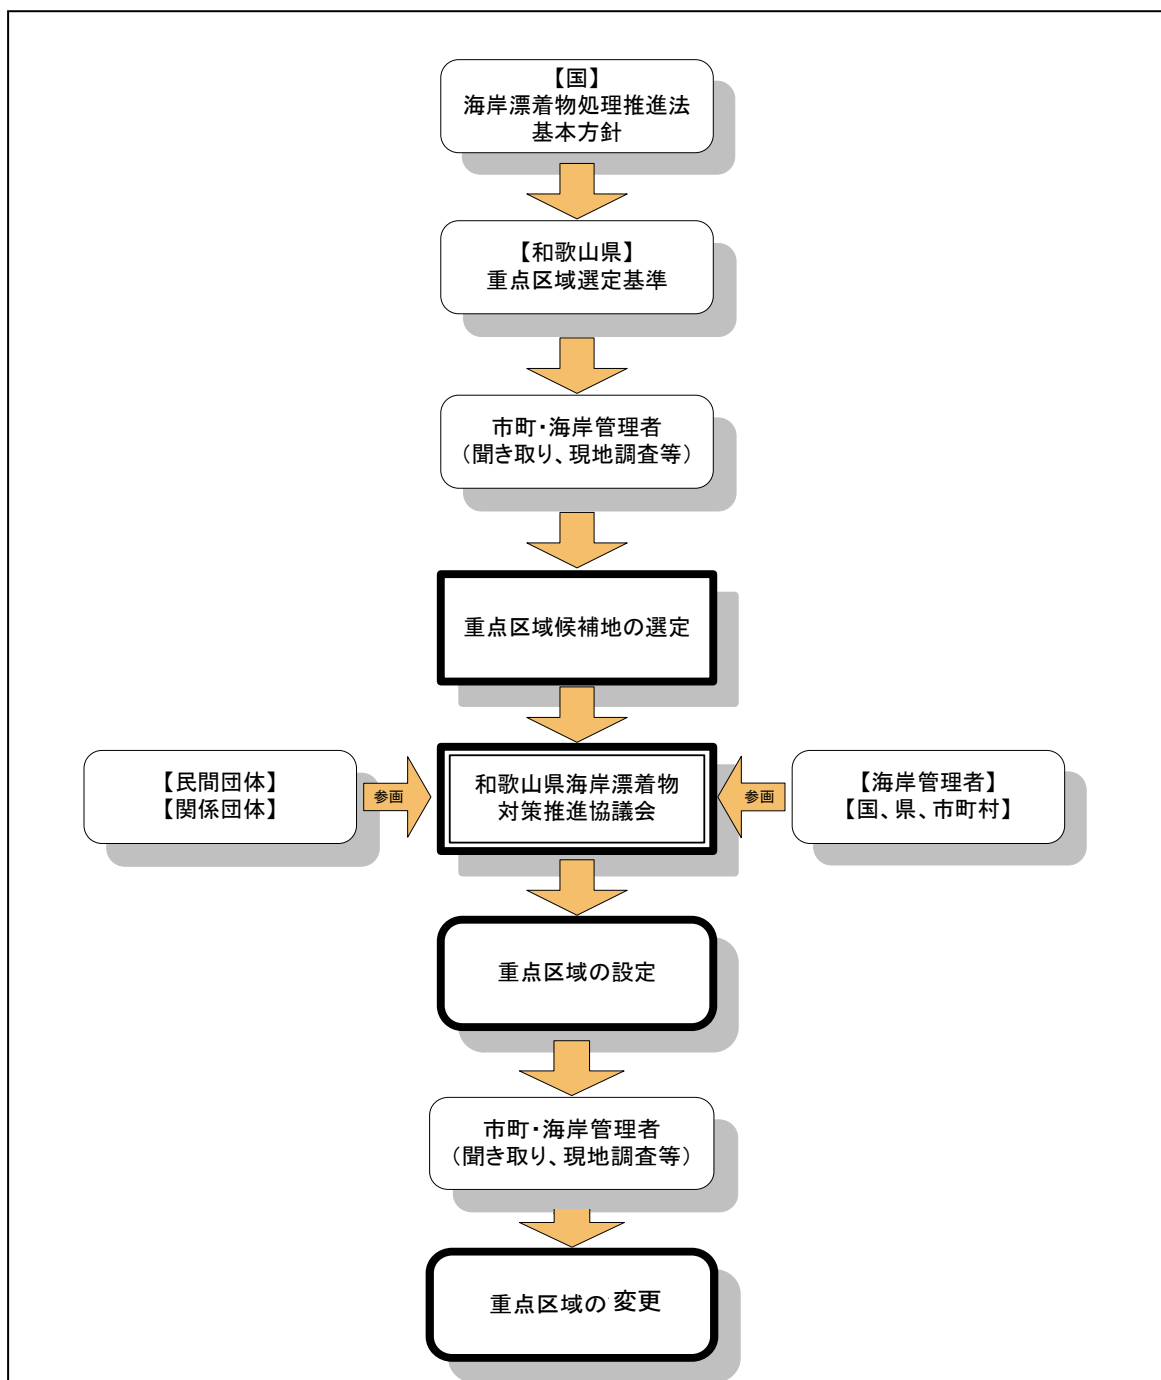 【国】
海岸漂着物処理推進法
基本方針
【和歌山県】
重点区域選定基準
市町・海岸管理者
（聞き取り、現地調査等）
重点区域候補地の選定
【民間団体】
【関係団体】
参画
和歌山県海岸漂着物
対策推進協議会
参画
【海岸管理者】
【国、県、市町村】
重点区域の設定
市町・海岸管理者
（聞き取り、現地調査等）
重点区域の変更